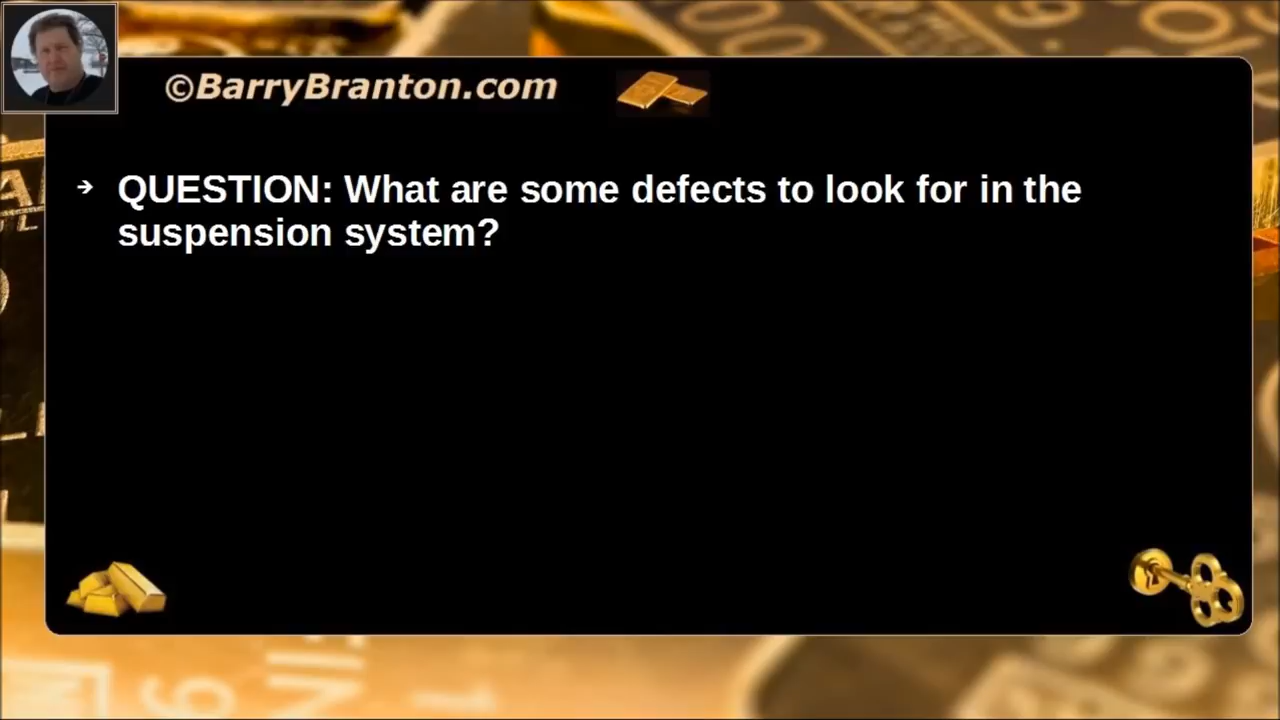 ©BarryBranton.com
➔ QUESTION: What are some defects to look for in the
suspension system?